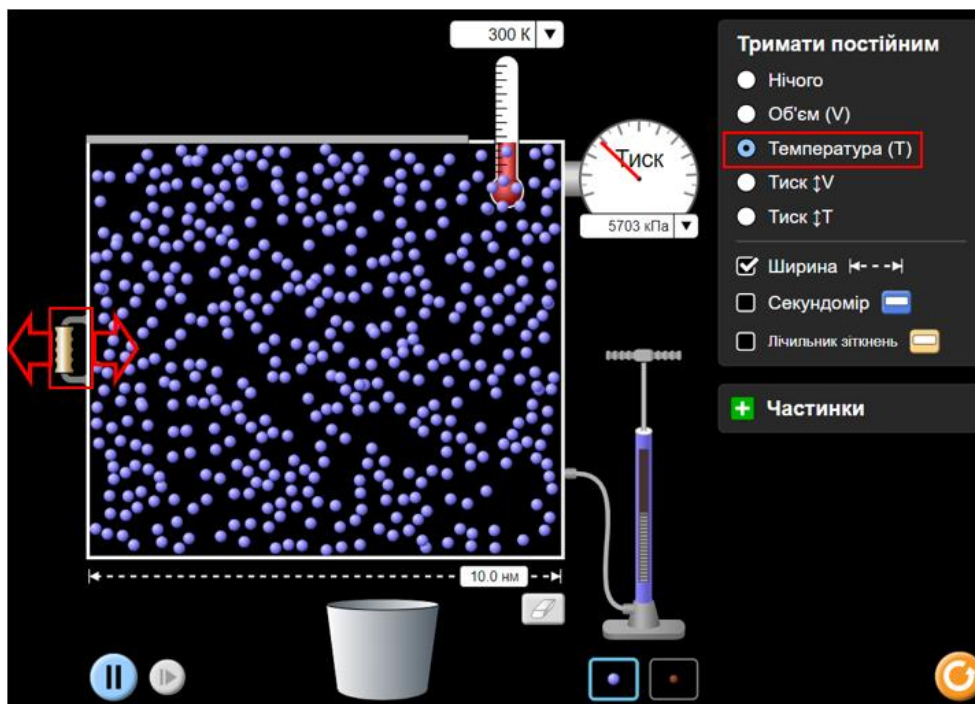 300 К
Тиск
5703 кПа
10.0 нм
Тримати постійним
Нічого
Об'єм (V)
Температура (T)
Тиск ↕V
Тиск ↕T
Ширина
Секундомір
Лічильник зіткнень
Частинки